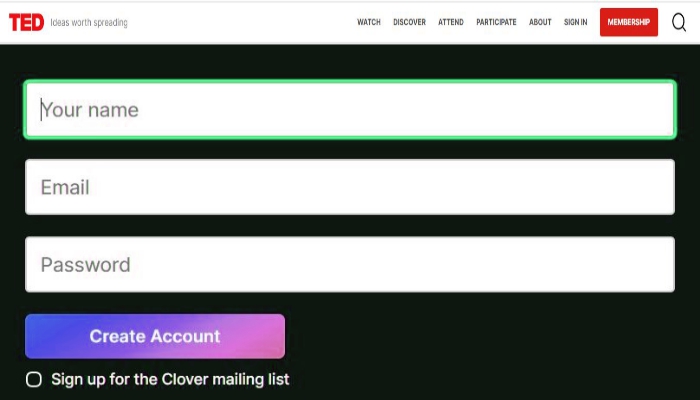 TED Ideas worth spreading WATCH DISCOVER ATTEND PARTICIPATE ABOUT SIGN IN MEMBERSHIP
Your name
Email
Password
Create Account
Sign up for the Clover mailing list